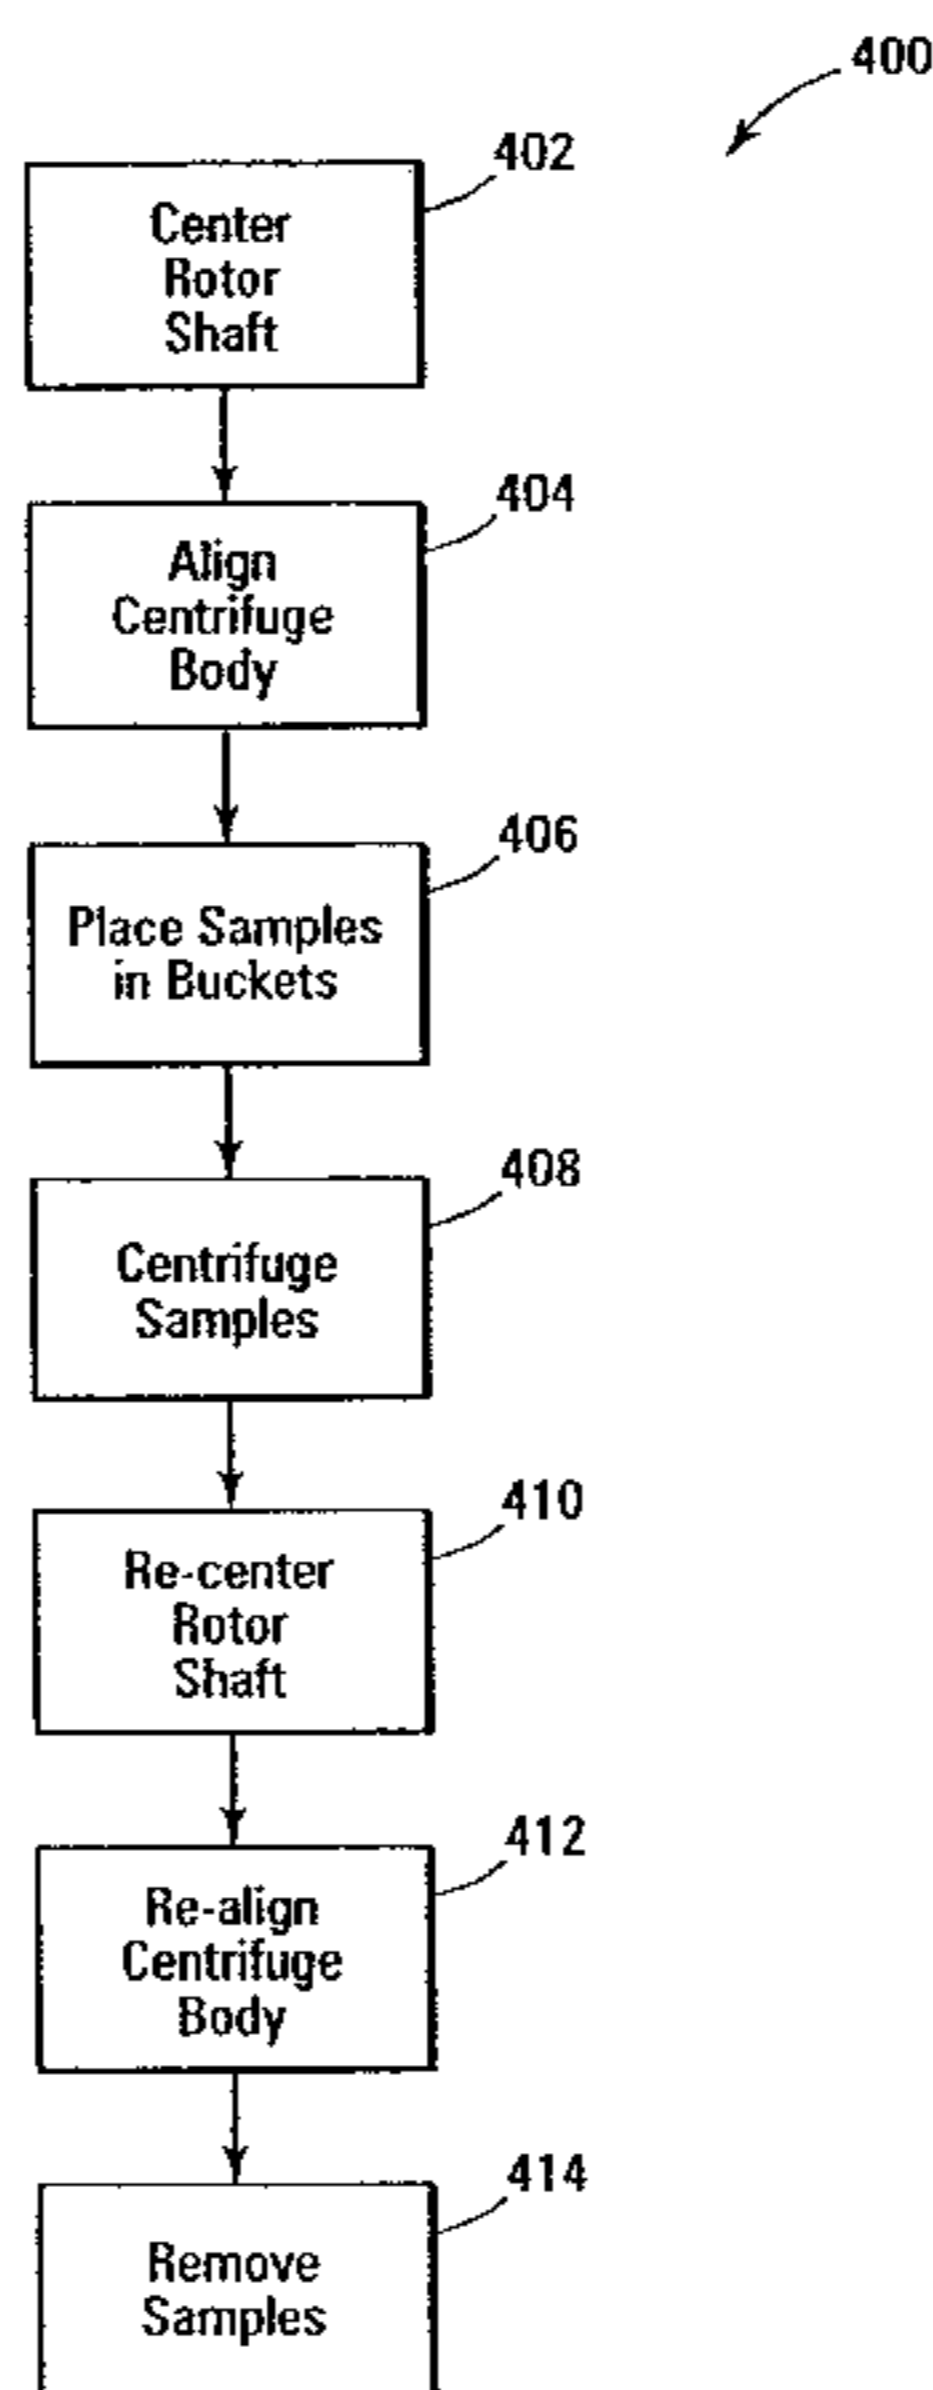 400
402
Center
Rotor
Shaft
404
Align
Centrifuge
Body
406
Place Samples
in Buckets
408
Centrifuge
Samples
410
Re-center
Rotor
Shaft
412
Re-align
Centrifuge
Body
414
Remove
Samples